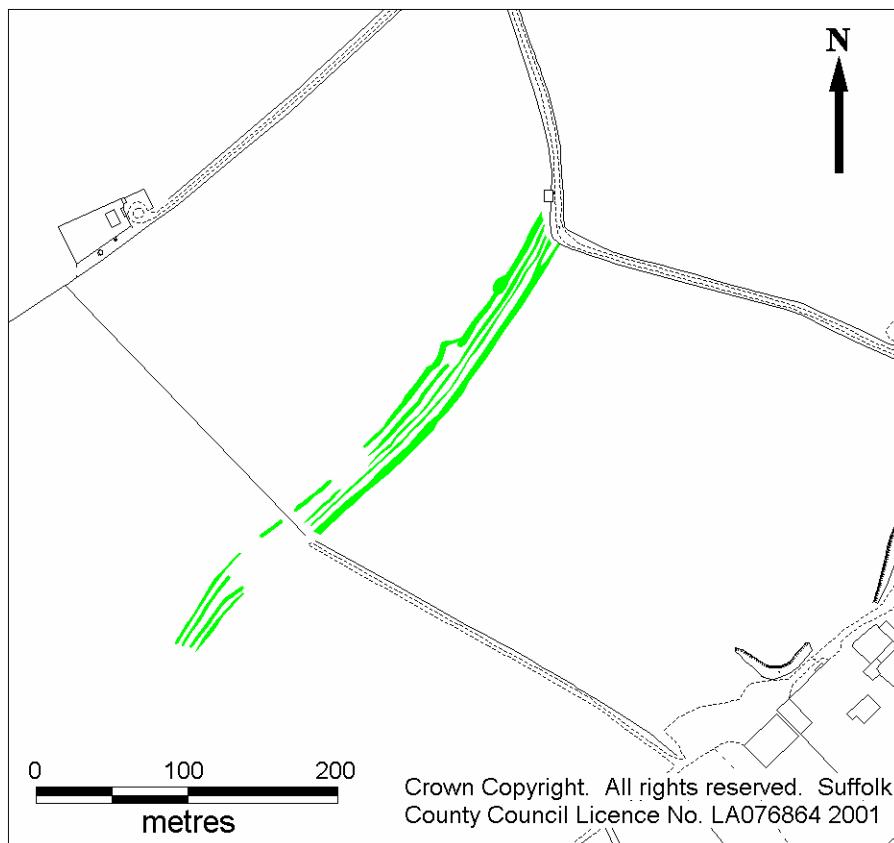 N
0 100 200
metres
Crown Copyright. All rights reserved. Suffolk
County Council Licence No. LA076864 2001